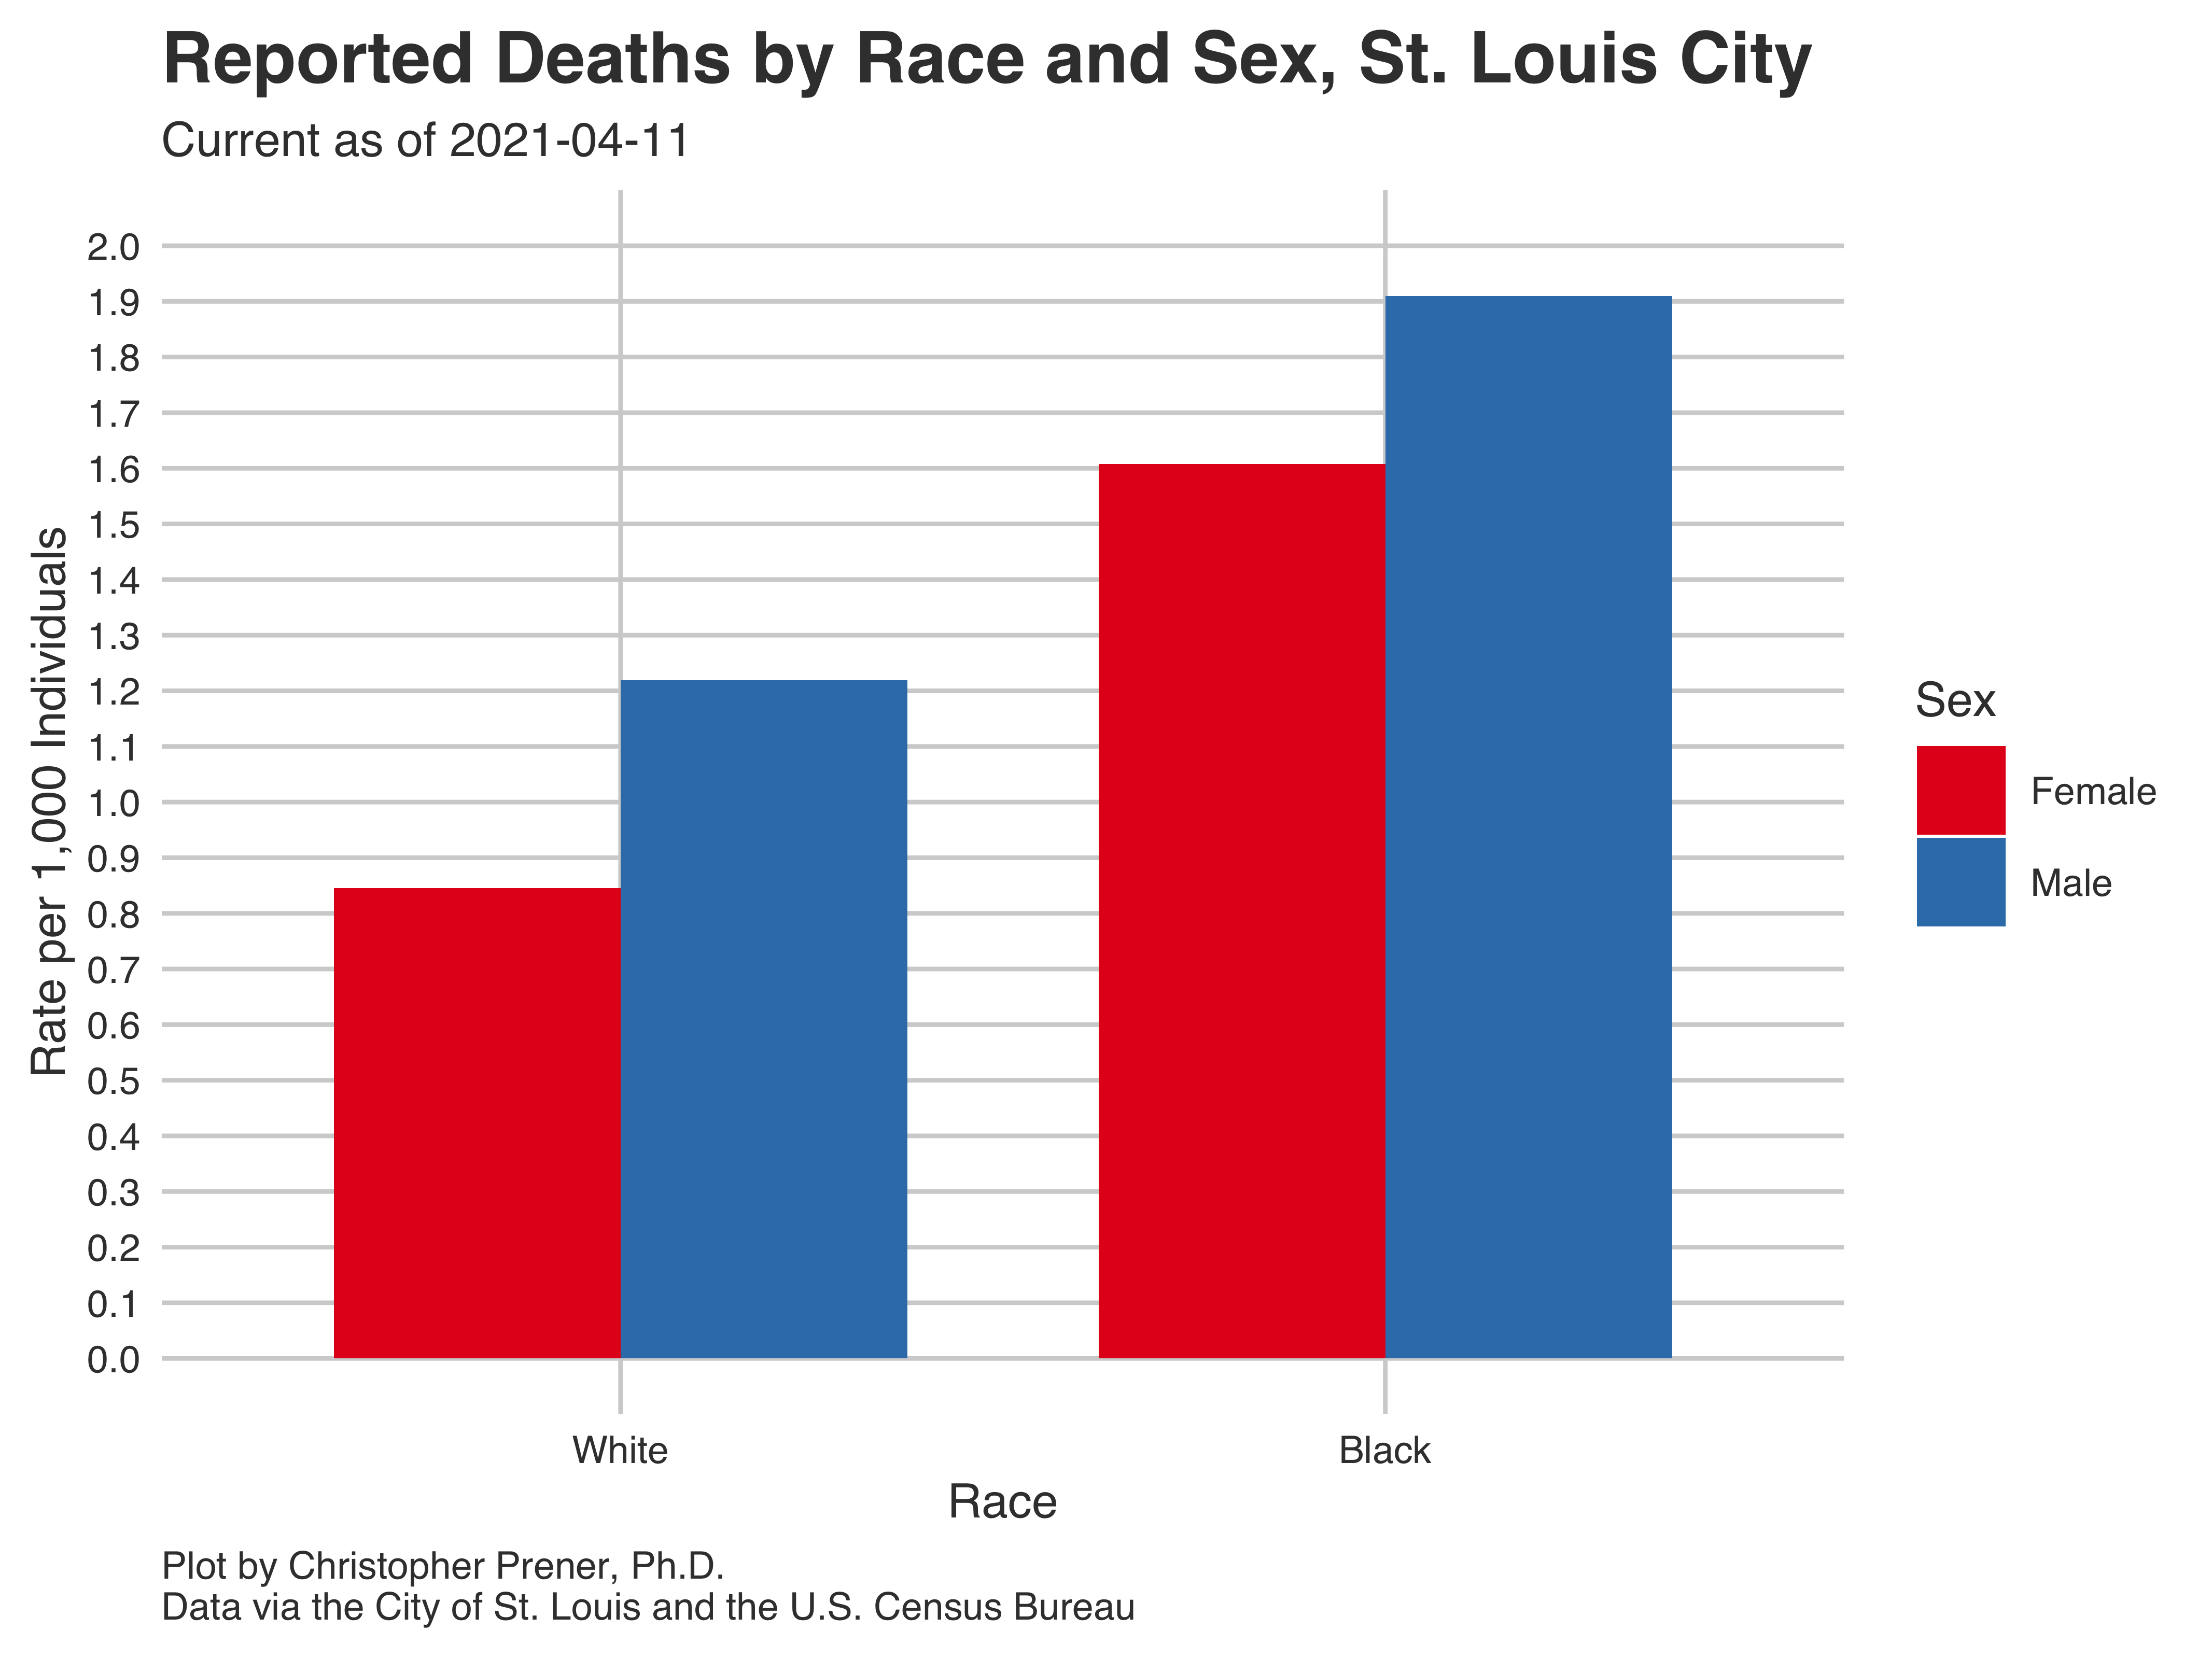 Reported Deaths by Race and Sex, St. Louis City
Current as of 2021-04-11
Rate per 1,000 Individuals
2.0
1.9
1.8
1.7
1.6
1.5
1.4
1.3
1.2
1.1
1.0
0.9
0.8
0.7
0.6
0.5
0.4
0.3
0.2
0.1
0.0
White
Black
Race
Sex
Female
Male
Plot by Christopher Prener, Ph.D.
Data via the City of St. Louis and the U.S. Census Bureau